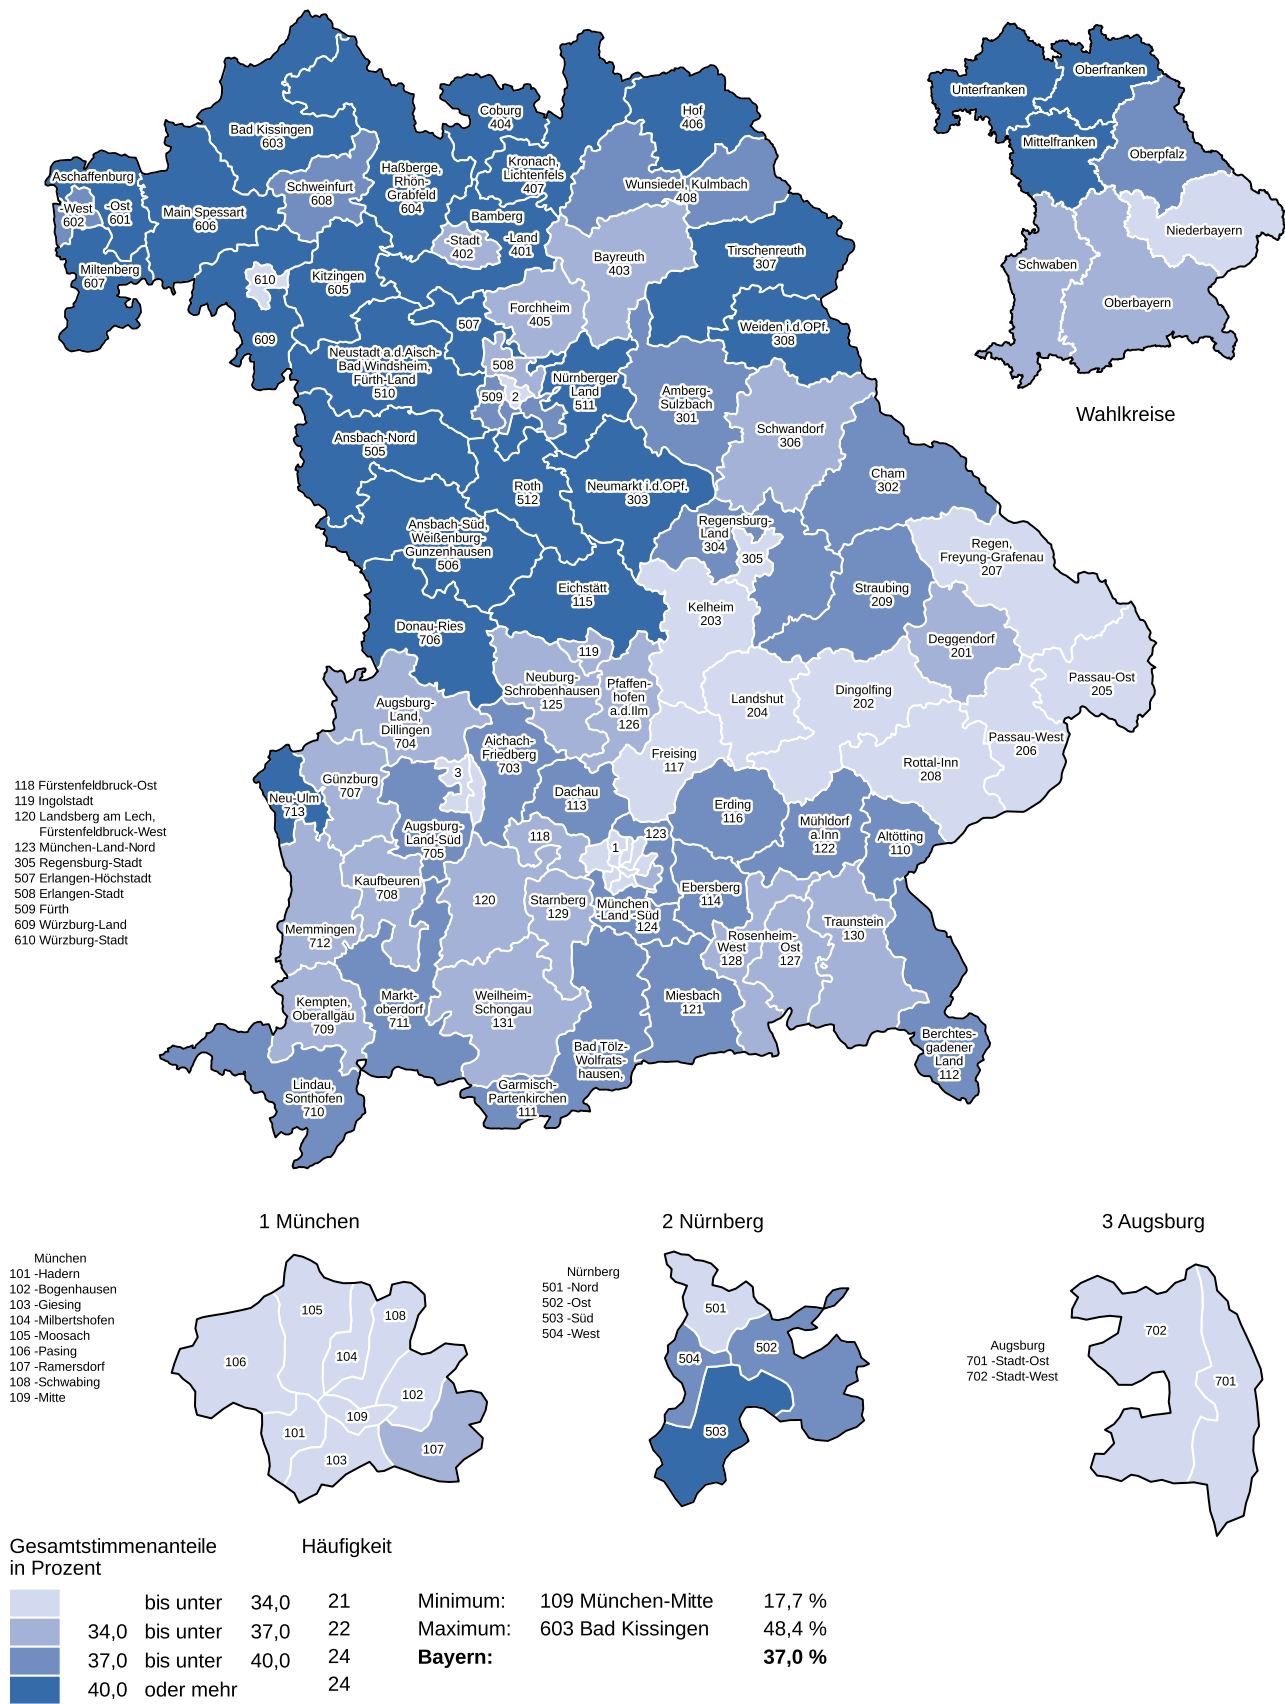 Bad Kissingen
603
Coburg
404
Hof
406
Aschaffenburg
-West
602
-Ost
601
Main Spessart
606
Schweinfurt
608
Haßberge,
Rhön-
Grabfeld
604
Kronach,
Lichtenfels
407
Wunsiedel, Kulmbach
408
Bamberg
-Stadt
402
-Land
401
Miltenberg
607
610
Kitzingen
605
Bayreuth
403
Tirschenreuth
307
609
507
Forchheim
405
Weiden i.d.OPf.
308
Neustadt a.d.Aisch-
Bad Windsheim,
Fürth-Land
510
508
509
2
Nürnberger
Land
511
Amberg-
Sulzbach
301
Schwandorf
306
Ansbach-Nord
505
Cham
302
Roth
512
Neumarkt i.d.OPf.
303
Ansbach-Süd,
Weißenburg-
Gunzenhausen
506
Regensburg-
Land
304
305
Regen,
Freyung-Grafenau
207
Eichstätt
115
Kelheim
203
Straubing
209
Donau-Ries
706
Deggendorf
201
119
Neuburg-
Schrobenhausen
125
Pfaffen-
hofen
a.d.Ilm
126
Landshut
204
Dingolfing
202
Passau-Ost
205
Augsburg-
Land,
Dillingen
704
Aichach-
Friedberg
703
Freising
117
Passau-West
206
Rottal-Inn
208
3
Günzburg
707
Neu-Ulm
713
Dachau
113
Erding
116
Mühldorf
a.Inn
122
Altötting
110
Augsburg-
Land-Süd
705
118
123
1
Kaufbeuren
708
120
Starnberg
129
München
-Land -Süd
124
Ebersberg
114
Memmingen
712
Rosenheim-
West
128
Ost
127
Traunstein
130
Kempten,
Oberallgäu
709
Markt-
oberdorf
711
Weilheim-
Schongau
131
Miesbach
121
Bad Tölz-
Wolfrats-
hausen,
Garmisch-
Partenkirchen
111
Lindau,
Sonthofen
710
Berchtes-
gadener
Land
112
Unterfranken
Oberfranken
Mittelfranken
Oberpfalz
Niederbayern
Schwaben
Oberbayern
Wahlkreise
118 Fürstenfeldbruck-Ost
119 Ingolstadt
120 Landsberg am Lech,
Fürstenfeldbruck-West
123 München-Land-Nord
305 Regensburg-Stadt
507 Erlangen-Höchstadt
508 Erlangen-Stadt
509 Fürth
609 Würzburg-Land
610 Würzburg-Stadt
1 München
München
101 -Hadern
102 -Bogenhausen
103 -Giesing
104 -Milbertshofen
105 -Moosach
106 -Pasing
107 -Ramersdorf
108 -Schwabing
109 -Mitte
105
108
106
104
102
109
101
107
103
2 Nürnberg
Nürnberg
501 -Nord
502 -Ost
503 -Süd
504 -West
501
502
504
503
3 Augsburg
Augsburg
701 -Stadt-Ost
702 -Stadt-West
702
701
Gesamtstimmenanteile
in Prozent
Häufigkeit
bis unter 34,0 21
34,0 bis unter 37,0 22
37,0 bis unter 40,0 24
40,0 oder mehr 24
Minimum: 109 München-Mitte 17,7 %
Maximum: 603 Bad Kissingen 48,4 %
Bayern: 37,0 %